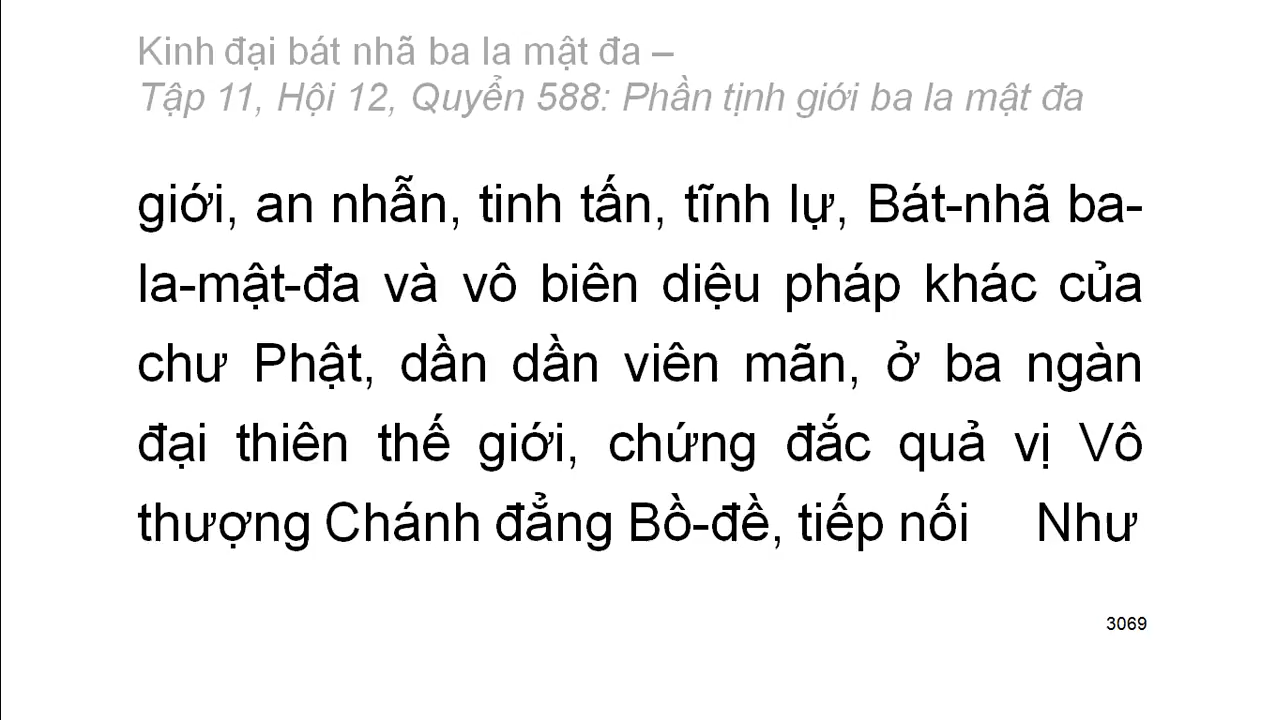 Kinh đại bát nhã ba la mật đa –
Tập 11, Hội 12, Quyển 588: Phần tịnh giới ba la mật đa
giới, an nhẫn, tinh tấn, tĩnh lự, Bát-nhã ba-
la-mật-đa và vô biên diệu pháp khác của
chư Phật, dần dần viên mãn, ở ba ngàn
đại thiên thế giới, chứng đắc quả vị Vô
thượng Chánh đẳng Bồ-đề, tiếp nối Như
3069